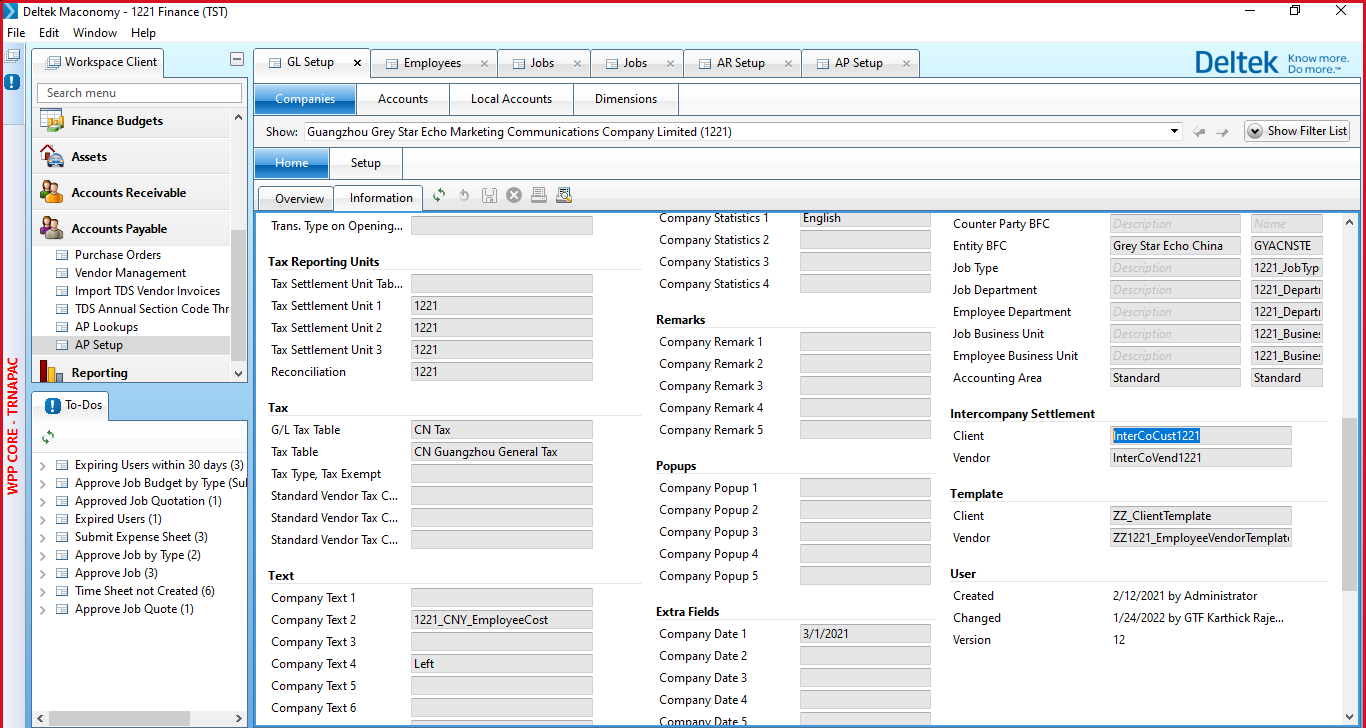 Deltek Maconomy - 1221 Finance (TST)
File Edit Window Help
WPP CORE - TRNAPAC
Workspace Client
Search menu
Finance Budgets
Assets
Accounts Receivable
Accounts Payable
Purchase Orders
Vendor Management
Import TDS Vendor Invoices
TDS Annual Section Code Thr
AP Lookups
AP Setup
Reporting
To-Dos
Expiring Users within 30 days (3)
Approve Job Budget by Type (Sul
Approved Job Quotation (1)
Expired Users (1)
Submit Expense Sheet (3)
Approve Job by Type (2)
Approve Job (3)
Time Sheet not Created (6)
Approve Job Quote (1)
GL Setup Employees Jobs Jobs AR Setup AP Setup
Deltek Know more. Do more.™
Companies Accounts Local Accounts Dimensions
Show: Guangzhou Grey Star Echo Marketing Communications Company Limited (1221) Show Filter List
Home Setup
Overview Information
Trans. Type on Opening...
Tax Reporting Units
Tax Settlement Unit Tab...
Tax Settlement Unit 1 1221
Tax Settlement Unit 2 1221
Tax Settlement Unit 3 1221
Reconciliation 1221
Tax
G/L Tax Table CN Tax
Tax Table CN Guangzhou General Tax
Tax Type, Tax Exempt
Standard Vendor Tax C...
Standard Vendor Tax C...
Standard Vendor Tax C...
Text
Company Text 1
Company Text 2 1221_CNY_EmployeeCost
Company Text 3
Company Text 4 Left
Company Text 5
Company Text 6
Company Statistics 1 English
Company Statistics 2
Company Statistics 3
Company Statistics 4
Remarks
Company Remark 1
Company Remark 2
Company Remark 3
Company Remark 4
Company Remark 5
Popups
Company Popup 1
Company Popup 2
Company Popup 3
Company Popup 4
Company Popup 5
Extra Fields
Company Date 1 3/1/2021
Company Date 2
Company Date 3
Company Date 4
Company Date 5
Counter Party BFC Description Name
Entity BFC Grey Star Echo China GYACNSTE
Job Type Description 1221_JobTyp
Job Department Description 1221_Departı
Employee Department Description 1221_Departı
Job Business Unit Description 1221_Busine:
Employee Business Unit Description 1221_Busine:
Accounting Area Standard Standard
Intercompany Settlement
Client InterCoCust1221
Vendor InterCoVend1221
Template
Client ZZ_ClientTemplate
Vendor ZZ1221_EmployeeVendorTemplate
User
Created 2/12/2021 by Administrator
Changed 1/24/2022 by GTF Karthick Raje...
Version 12